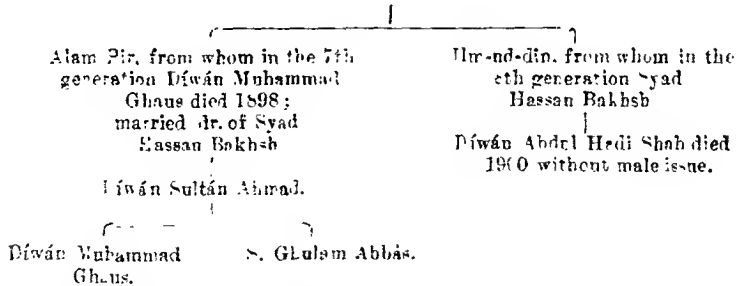 Alam Pir, from whom in the 7th
generation Díwán Muhammad
Ghaus died 1898;
married dr. of Syad
Hassan Bakhsh
Díwán Sultán Ahmad.
Díwán Muhammad
Ghaus.
S. Ghulam Abbás.
from whom in the
generation Syad
Hassan Bakhsh
Díwán Abdul Hadi Shah died
1900 without male issue.